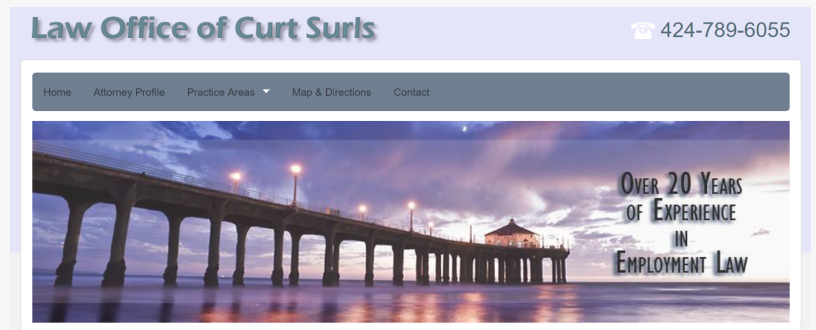 Law Office of Curt Surls
☎ 424-789-6055
Home Attorney Profile Practice Areas Map & Directions Contact
Over 20 Years
of Experience
in
Employment Law